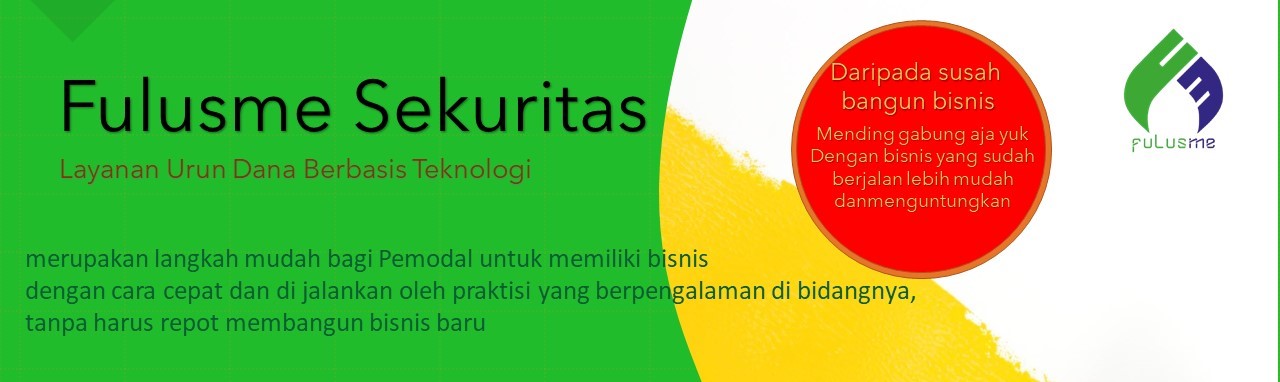 Fulusme Sekuritas
Layanan Urun Dana Berbasis Teknologi
merupakan langkah mudah bagi Pemodal untuk memiliki bisnis
dengan cara cepat dan di jalankan oleh praktisi yang berpengalaman di bidangnya,
tanpa harus repot membangun bisnis baru
Daripada susah
bangun bisnis
Mending gabung aja yuk
Dengan bisnis yang sudah
berjalan lebih mudah
danmenguntungkan
fuLusme